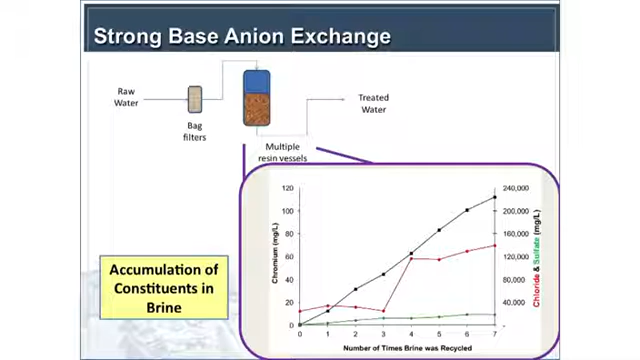 Strong Base Anion Exchange
Raw
Water
Bag
filters
Treated
Water
Multiple
resin vessels
Accumulation of
Constituents in
Brine
Chromium (mg/L)
120
100
80
60
40
20
0
240,000
200,000
160,000
120,000
80,000
40,000
-
Chloride & Sulfate (mg/L)
0 1 2 3 4 5 6 7
Number of Times Brine was Recycled